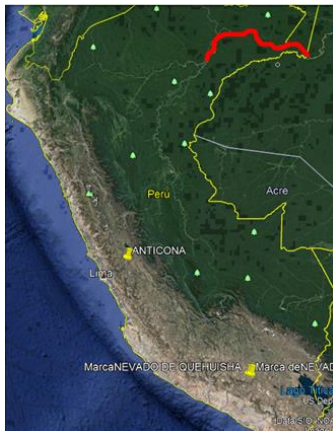 Peru
Acre
ANTICONA
Lima
MarcaNEVADO DE QUEHUISHA
Marca deNEVAD